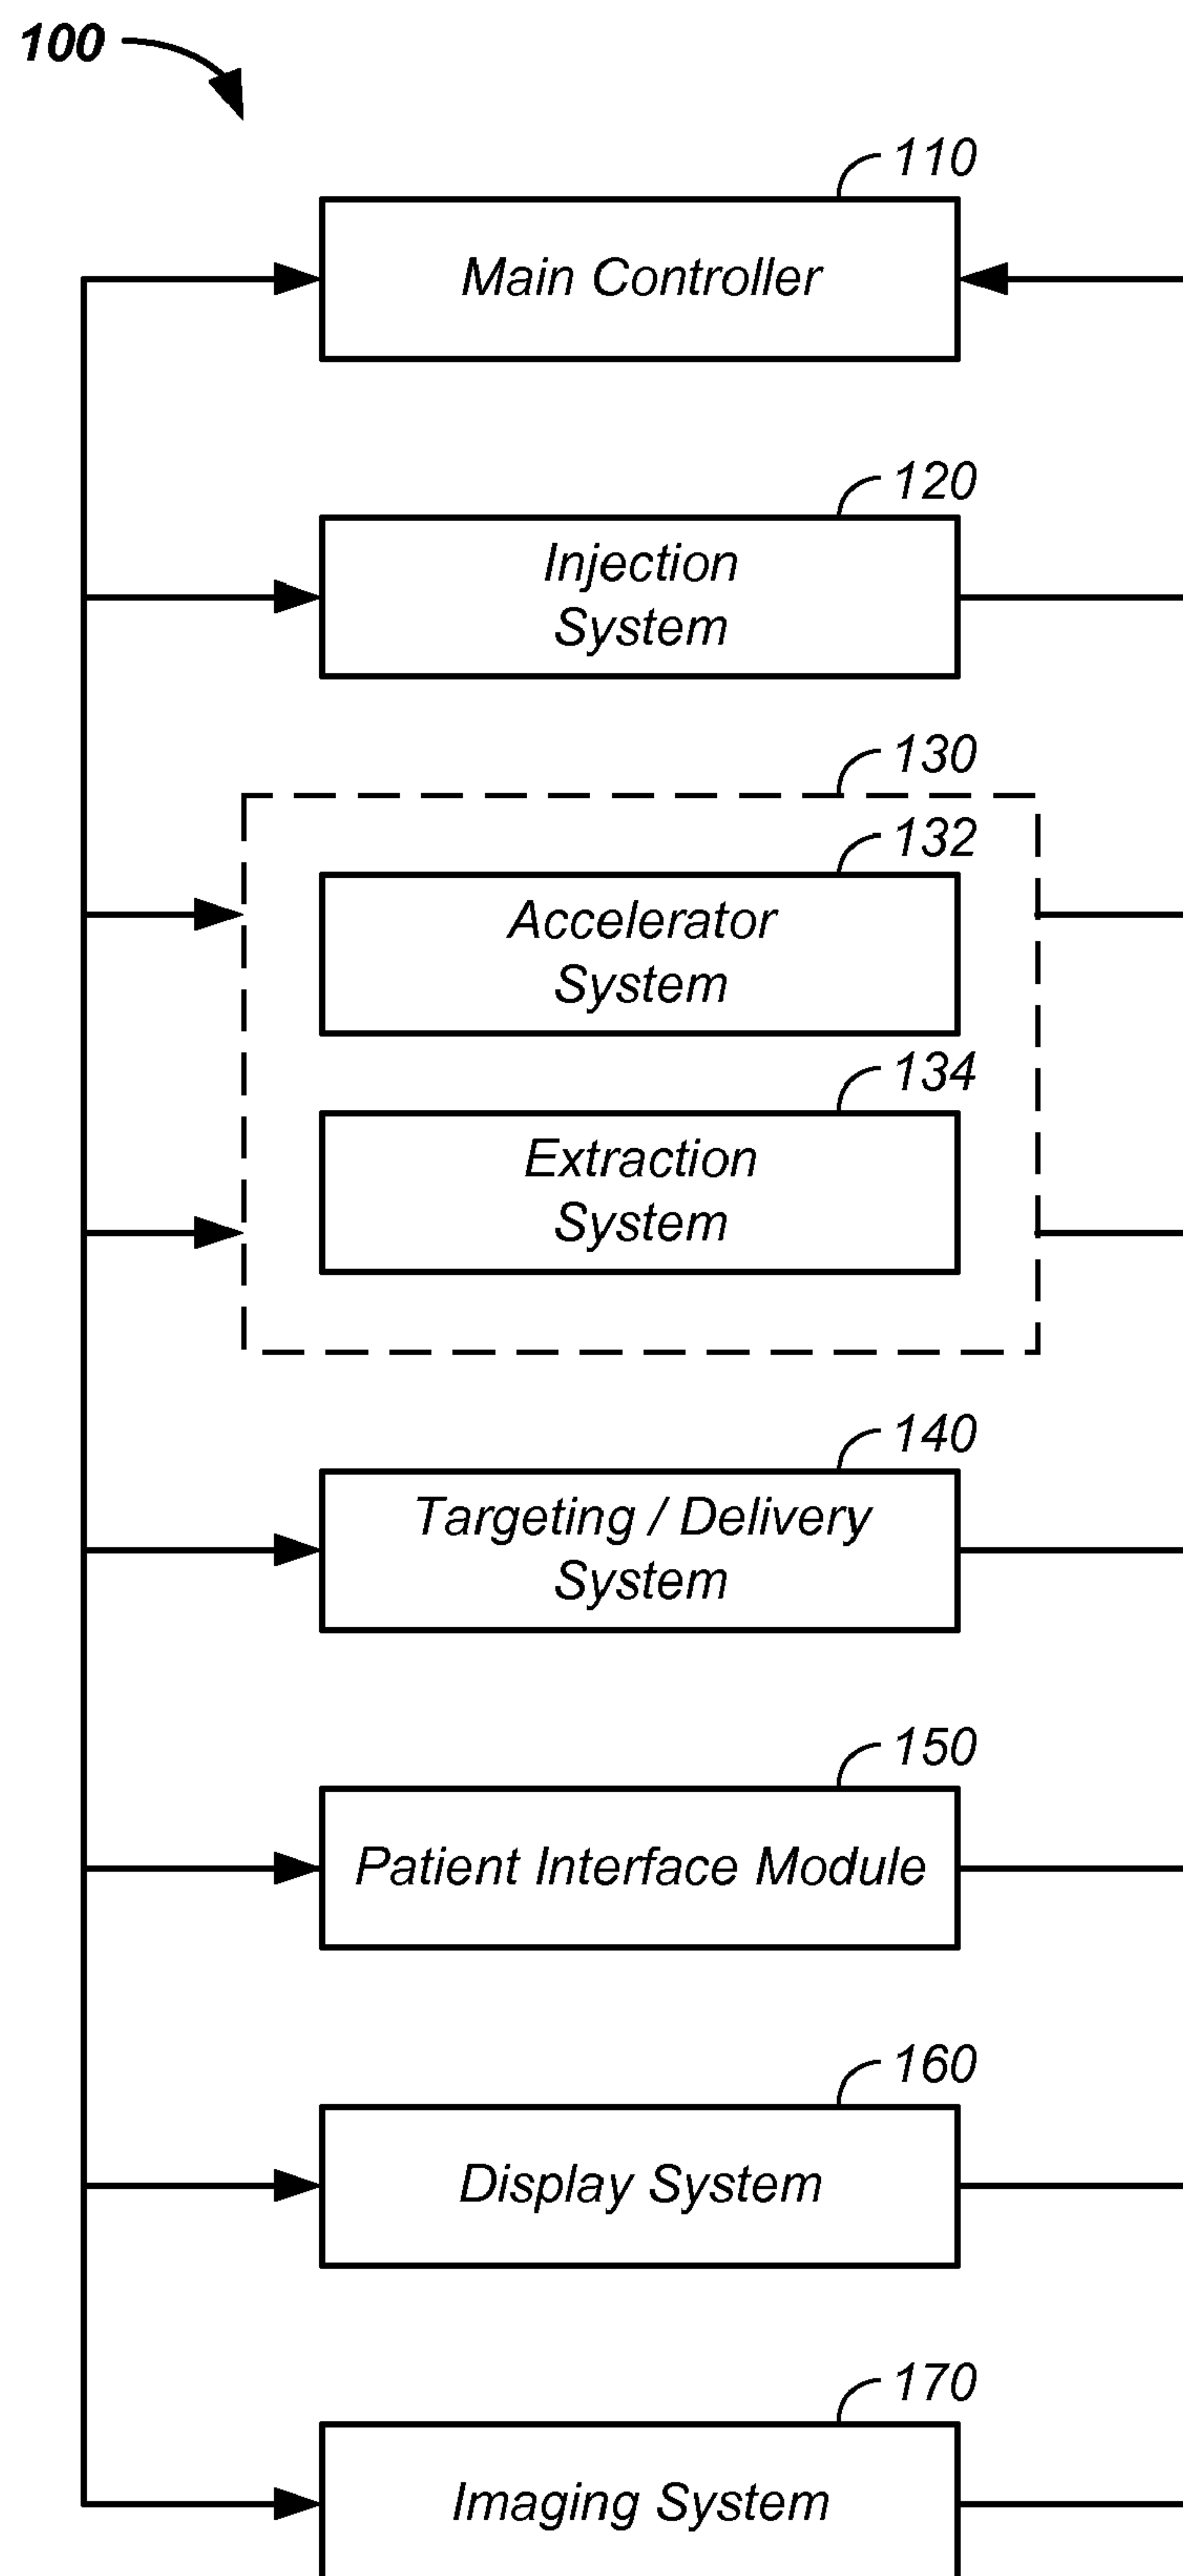 100
110
Main Controller
120
Injection
System
130
132
Accelerator
System
134
Extraction
System
140
Targeting / Delivery
System
150
Patient Interface Module
160
Display System
170
Imaging System